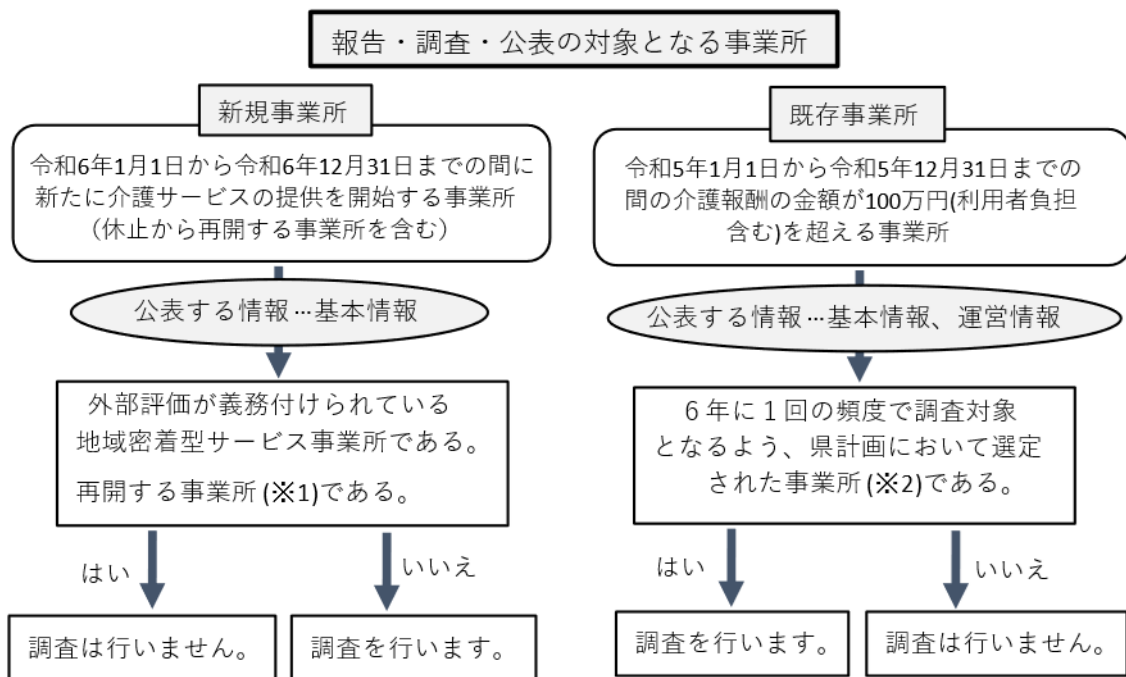 報告・調査・公表の対象となる事業所
新規事業所
令和6年1月1日から令和6年12月31日までの間に
新たに介護サービスの提供を開始する事業所
（休止から再開する事業所を含む）
公表する情報…基本情報
外部評価が義務付けられている
地域密着型サービス事業所である。
再開する事業所(※1)である。
はい
いいえ
調査は行いません。
調査を行います。
既存事業所
令和5年1月1日から令和5年12月31日までの
間の介護報酬の金額が100万円(利用者負担
含む)を超える事業所
公表する情報…基本情報、運営情報
６年に１回の頻度で調査対象
となるよう、県計画において選定
された事業所(※2)である。
はい
いいえ
調査を行います。
調査は行いません。